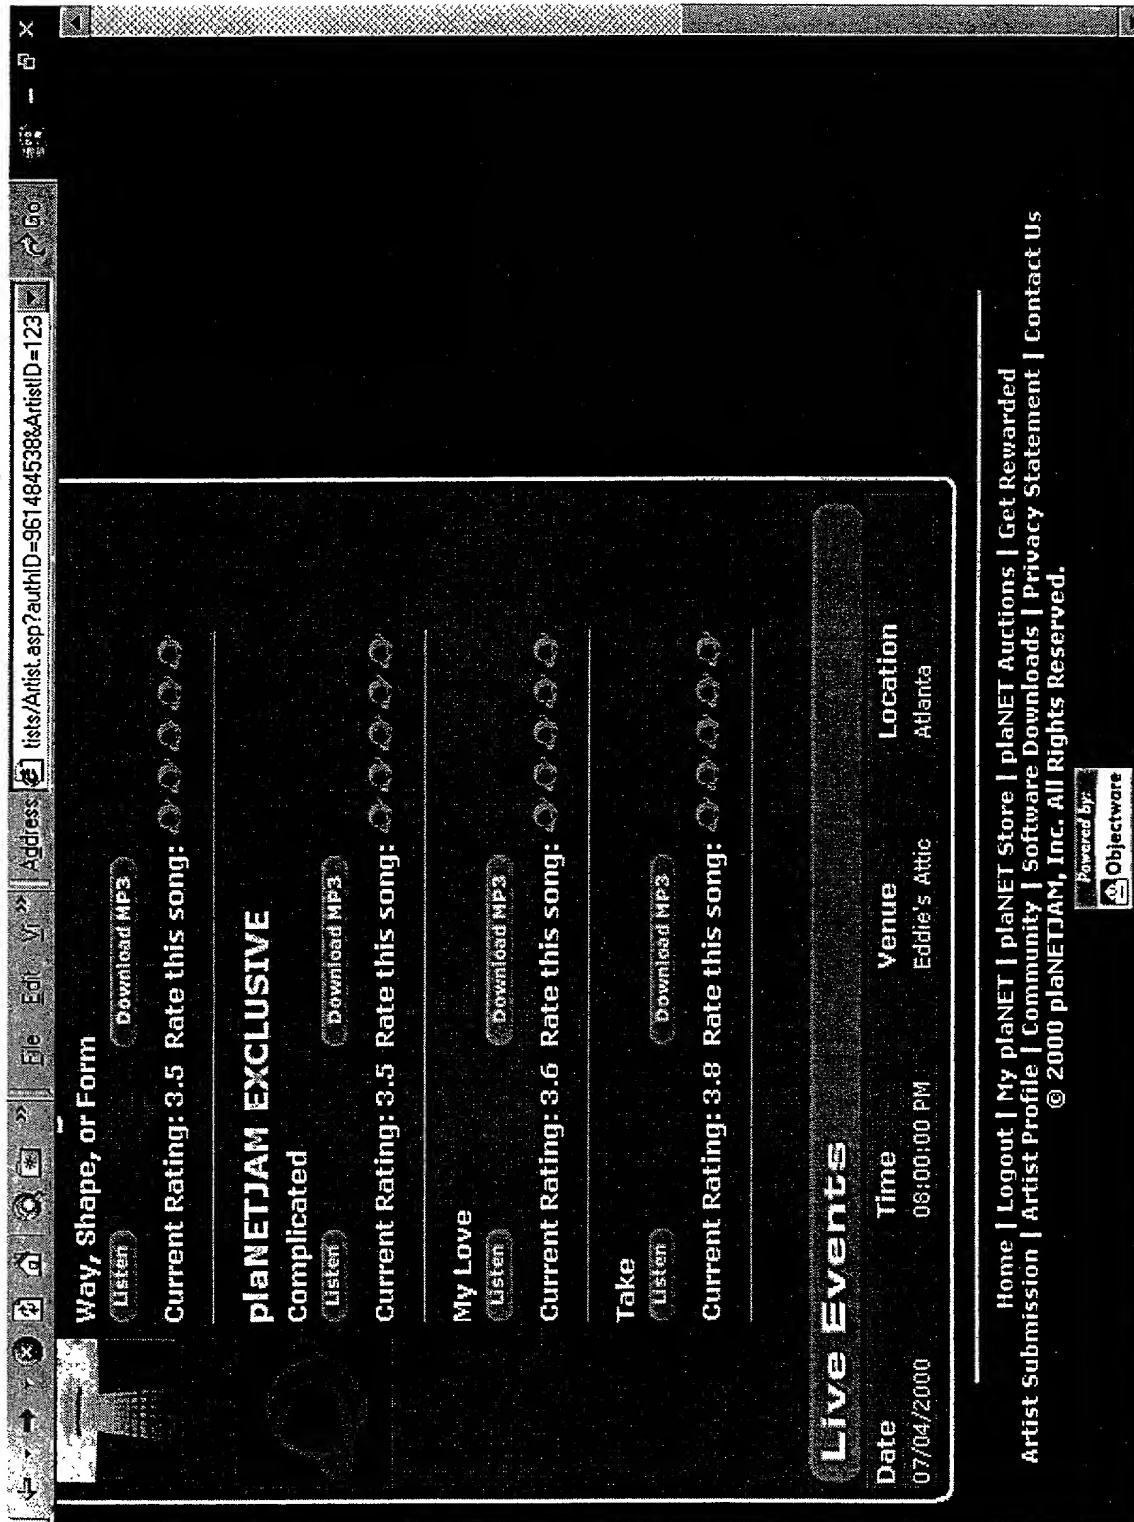 File Edit Vi » Address tists/Artist.asp?authID=961484538&ArtistID=123 Go
Way, Shape, or Form
Listen Download MP3
Current Rating: 3.5 Rate this song:
plaNETJAM EXCLUSIVE
Complicated
Listen Download MP3
Current Rating: 3.5 Rate this song:
My Love
Listen Download MP3
Current Rating: 3.6 Rate this song:
Take
Listen Download MP3
Current Rating: 3.8 Rate this song:
Live Events
Date Time Venue Location
07/04/2000 08:00:00 PM Eddie's Attic Atlanta
Home | Logout | My plaNET | plaNET Store | plaNET Auctions | Get Rewarded
Artist Submission | Artist Profile | Community | Software Downloads | Privacy Statement | Contact Us
© 2000 plaNETJAM, Inc. All Rights Reserved.
Powered by:
Objectware